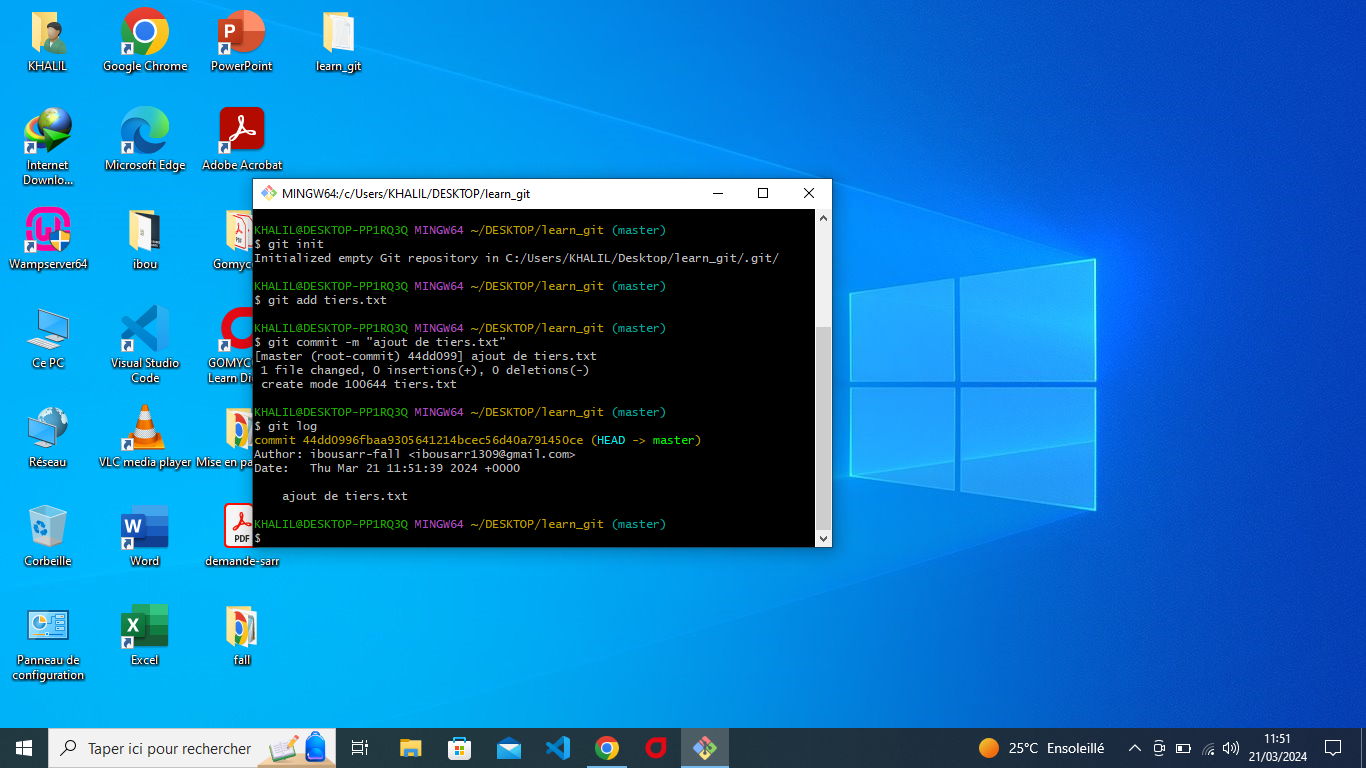 KHALIL
Google Chrome
PowerPoint
learn_git
Internet
Downlo...
Microsoft Edge
Adobe Acrobat
Wampserver64
ibou
Gomyc
Ce PC
Visual Studio
Code
GOMYC
Learn Di
Réseau
VLC media player
Mise en pa
Corbeille
Word
PDF
demande-sarr
Panneau de
configuration
Excel
fall
MINGW64:/c/Users/KHALIL/DESKTOP/learn_git
KHALIL@DESKTOP-PP1RQ3Q MINGW64 ~/DESKTOP/learn_git (master)
$ git init
Initialized empty Git repository in C:/Users/KHALIL/Desktop/learn_git/.git/
KHALIL@DESKTOP-PP1RQ3Q MINGW64 ~/DESKTOP/learn_git (master)
$ git add tiers.txt
KHALIL@DESKTOP-PP1RQ3Q MINGW64 ~/DESKTOP/learn_git (master)
$ git commit -m "ajout de tiers.txt"
[master (root-commit) 44dd099] ajout de tiers.txt
1 file changed, 0 insertions(+), 0 deletions(-)
create mode 100644 tiers.txt
KHALIL@DESKTOP-PP1RQ3Q MINGW64 ~/DESKTOP/learn_git (master)
$ git log
commit 44dd0996fbaa9305641214bcec56d40a791450ce (HEAD -> master)
Author: ibousarr-fall <ibousarr1309@gmail.com>
Date:   Thu Mar 21 11:51:39 2024 +0000
ajout de tiers.txt
KHALIL@DESKTOP-PP1RQ3Q MINGW64 ~/DESKTOP/learn_git (master)
$
Taper ici pour rechercher
25°C Ensoleillé
11:51
21/03/2024